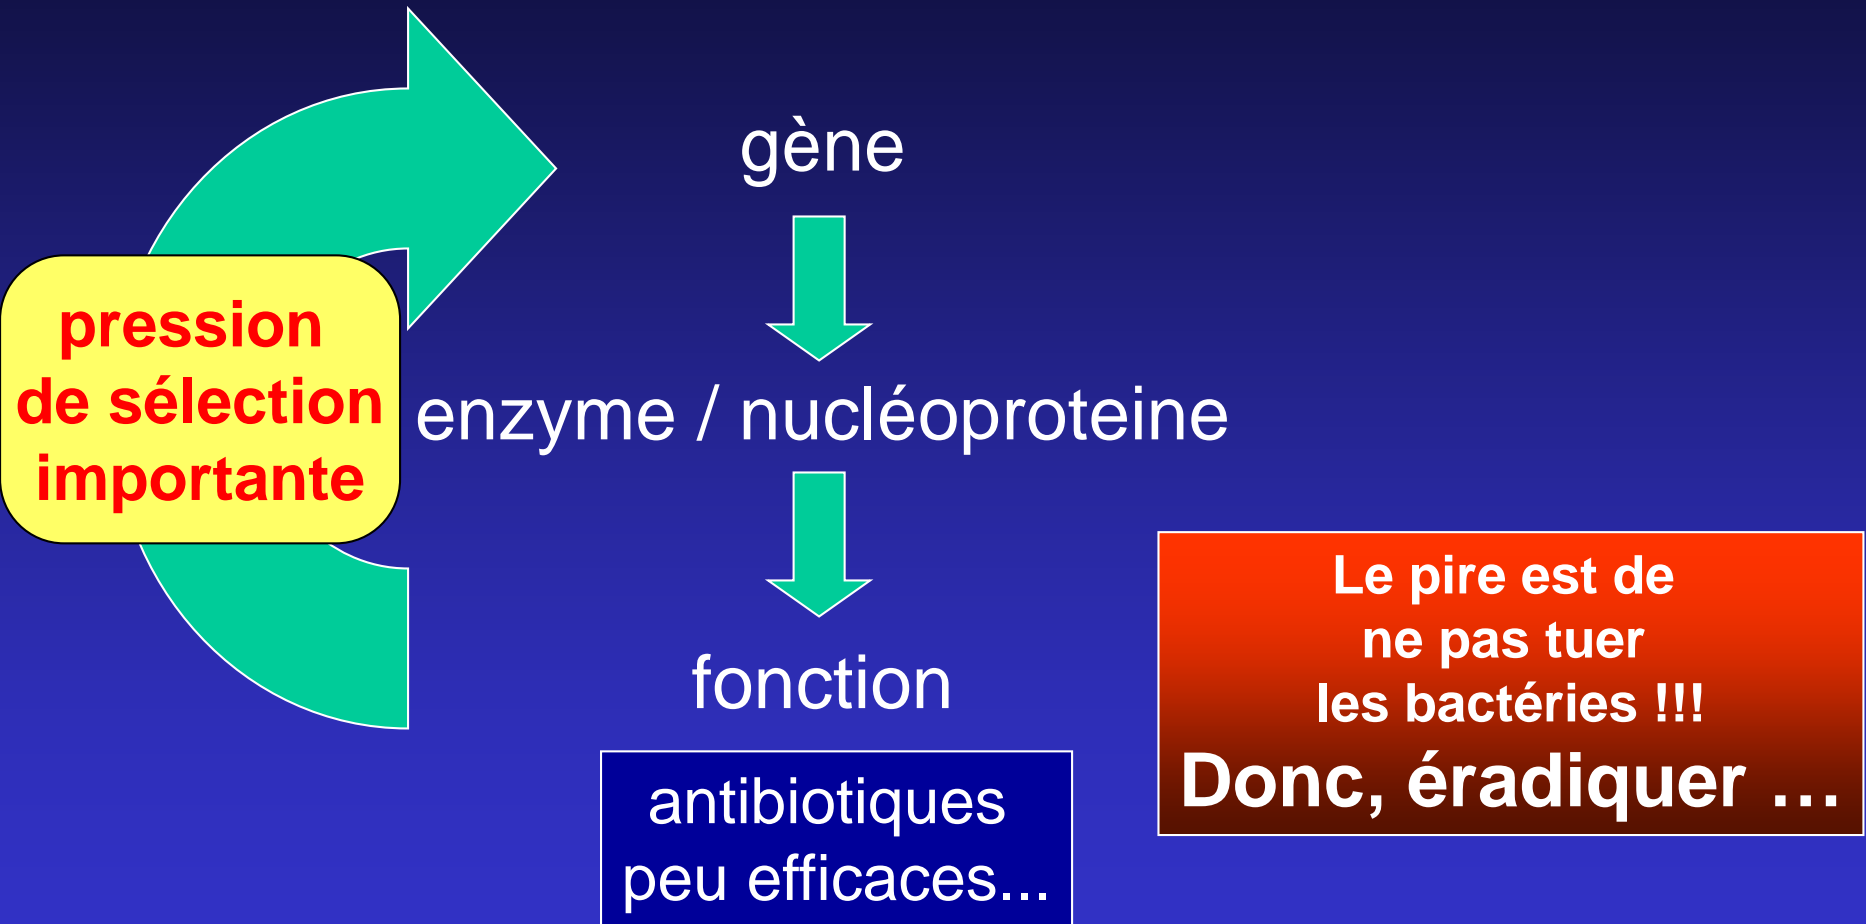 gène
pression
de sélection
importante
enzyme / nucléoproteine
fonction
antibiotiques
peu efficaces...
Le pire est de
ne pas tuer
les bactéries !!!
Donc, éradiquer …